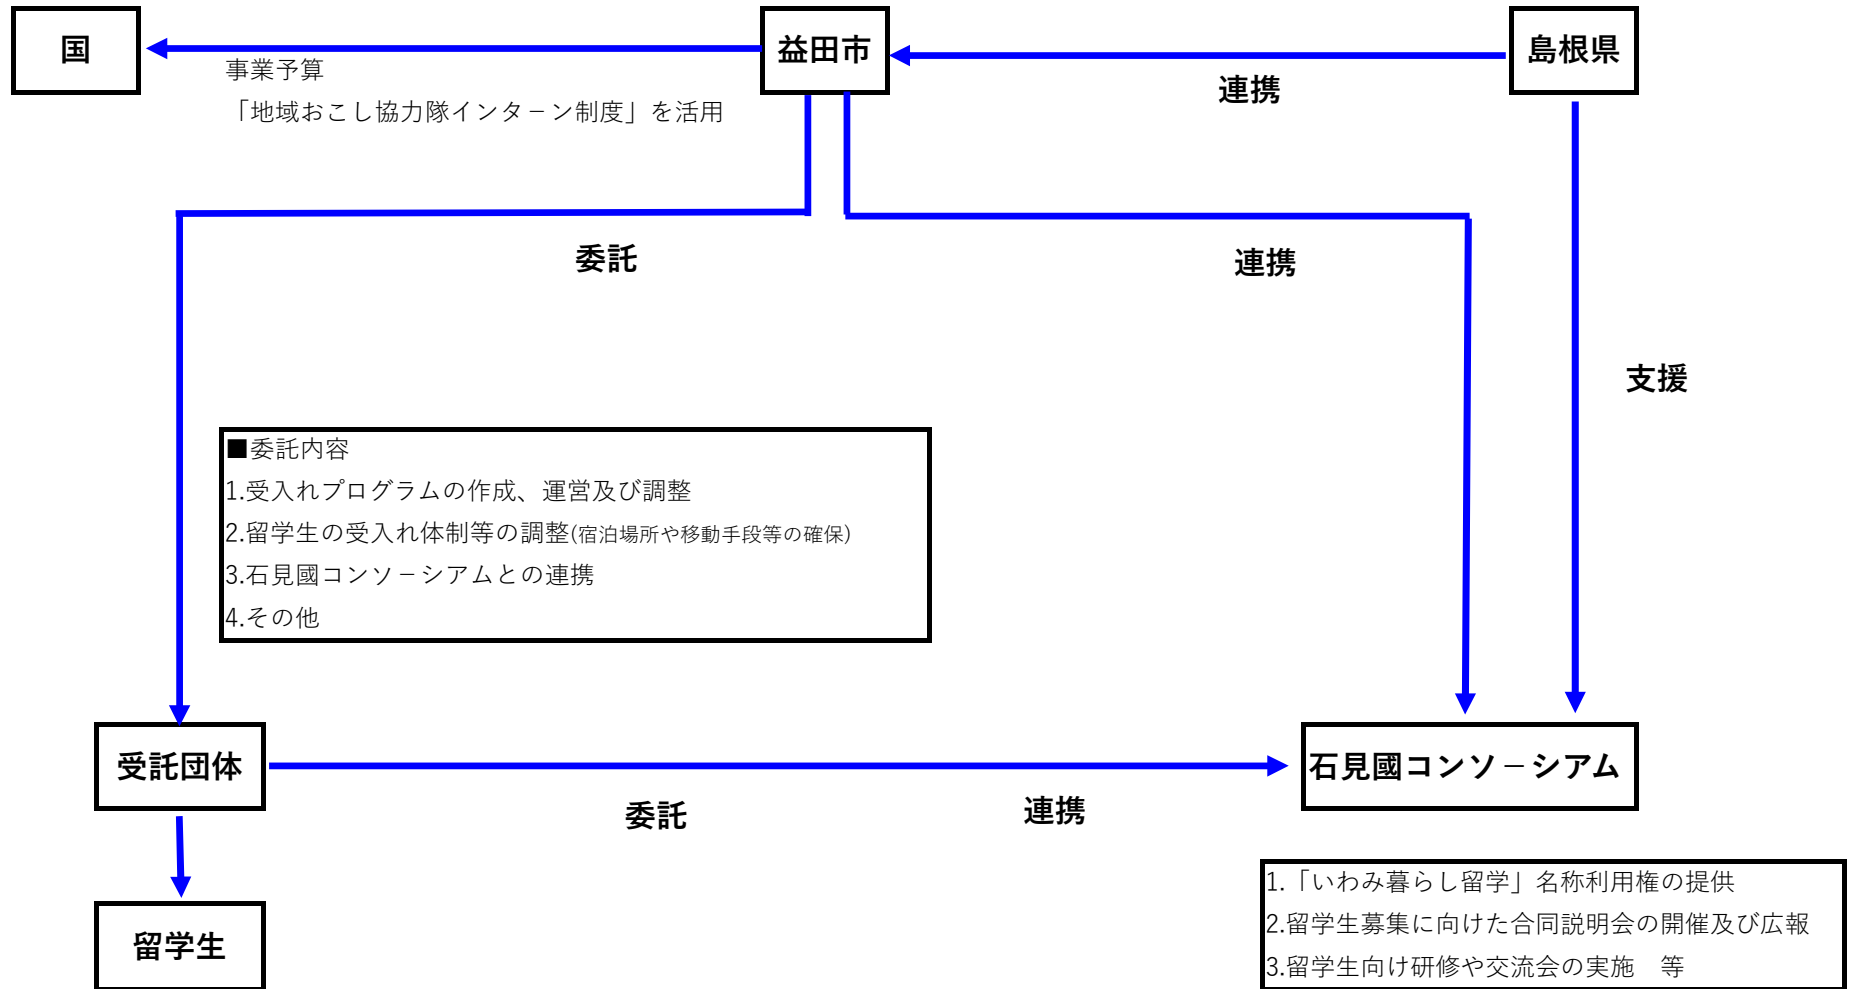 国
益田市
島根県
事業予算
「地域おこし協力隊インタ－ン制度」を活用
連携
委託
連携
支援
■委託内容
1.受入れプログラムの作成、運営及び調整
2.留学生の受入れ体制等の調整(宿泊場所や移動手段等の確保)
3.石見國コンソ－シアムとの連携
4.その他
受託団体
石見國コンソ－シアム
委託
連携
留学生
1.「いわみ暮らし留学」名称利用権の提供
2.留学生募集に向けた合同説明会の開催及び広報
3.留学生向け研修や交流会の実施　等